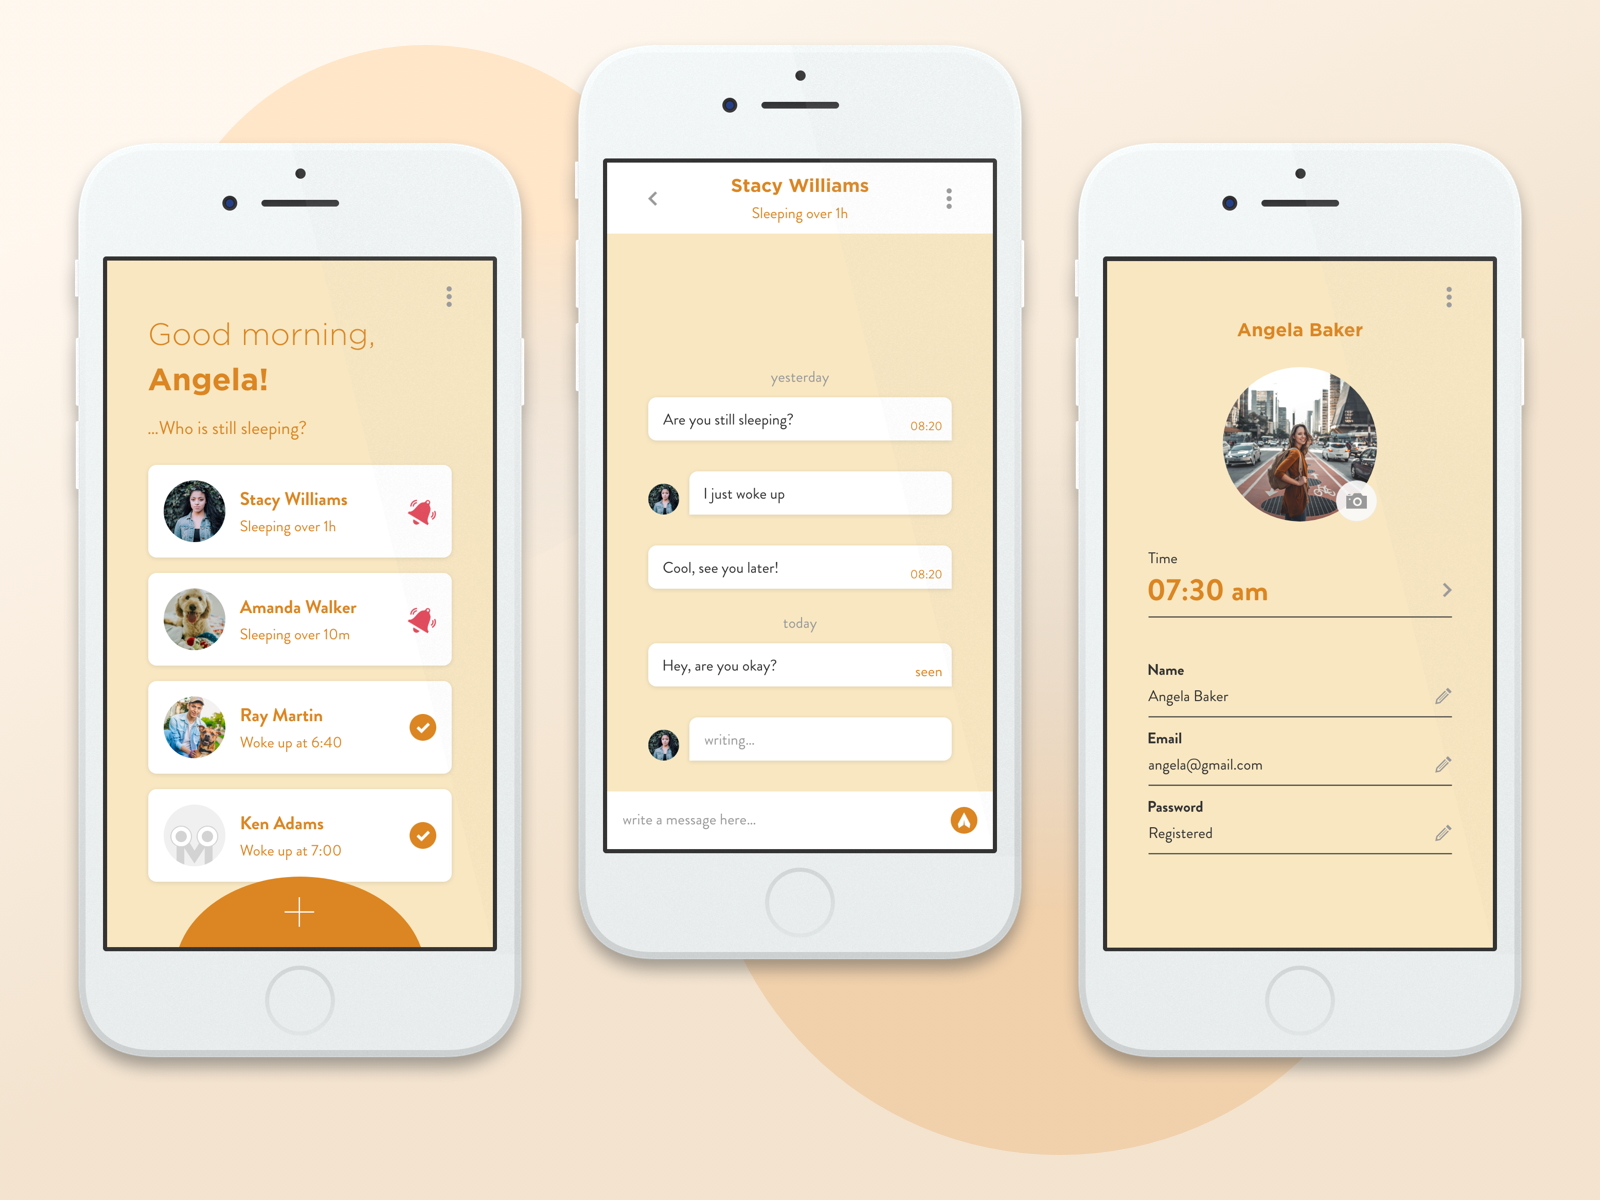 Good morning,
Angela!
...Who is still sleeping?
Stacy Williams
Sleeping over 1h
Amanda Walker
Sleeping over 10m
Ray Martin
Woke up at 6:40
Ken Adams
Woke up at 7:00
Stacy Williams
Sleeping over 1h
yesterday
Are you still sleeping?
08:20
I just woke up
Cool, see you later!
08:20
today
Hey, are you okay?
seen
writing...
write a message here...
Angela Baker
Time
07:30 am
Name
Angela Baker
Email
angela@gmail.com
Password
Registered